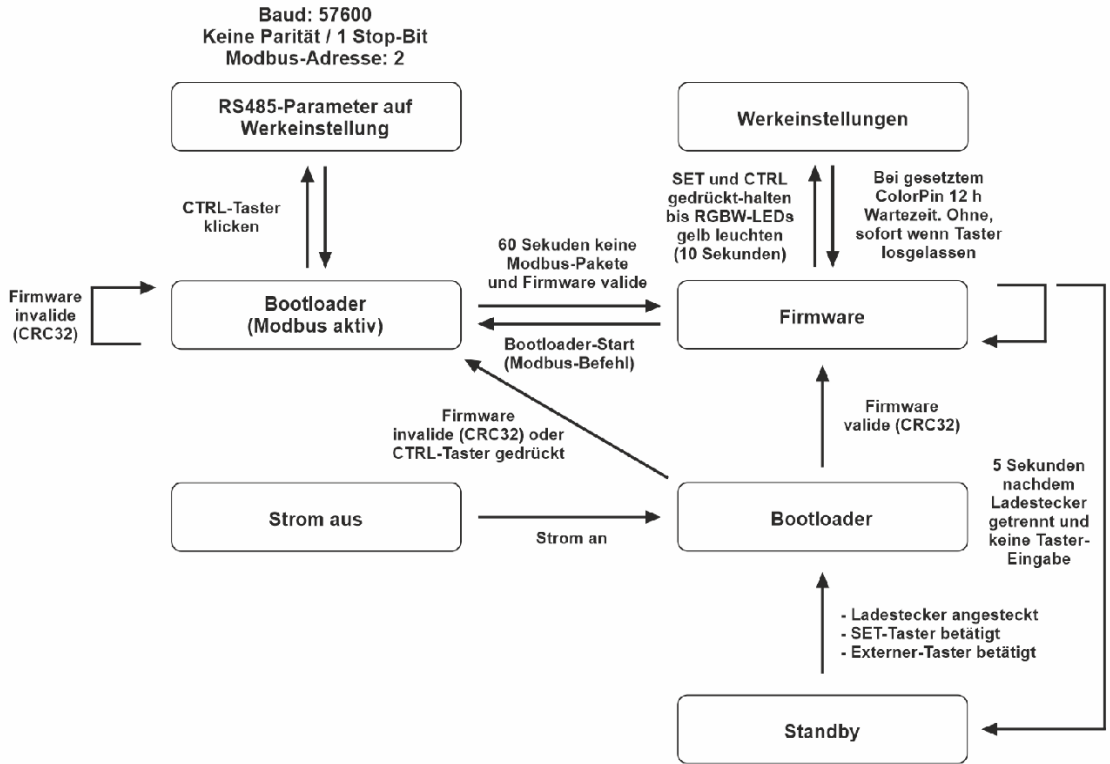 Baud: 57600
Keine Parität / 1 Stop-Bit
Modbus-Adresse: 2
RS485-Parameter auf
Werkeinstellung
Werkeinstellungen
CTRL-Taster
klicken
SET und CTRL
gedrückt-halten
bis RGBW-LEDs
gelb leuchten
(10 Sekunden)
Bei gesetztem
ColorPin 12 h
Wartezeit. Ohne,
sofort wenn Taster
losgelassen
60 Sekuden keine
Modbus-Pakete
und Firmware valide
Firmware
invalide
(CRC32)
Bootloader
(Modbus aktiv)
Firmware
Bootloader-Start
(Modbus-Befehl)
Firmware
invalide (CRC32) oder
CTRL-Taster gedrückt
Firmware
valide (CRC32)
5 Sekunden
nachdem
Ladestecker
getrennt und
keine Taster-
Eingabe
Strom aus
Strom an
Bootloader
- Ladestecker angesteckt
- SET-Taster betätigt
- Externer-Taster betätigt
Standby